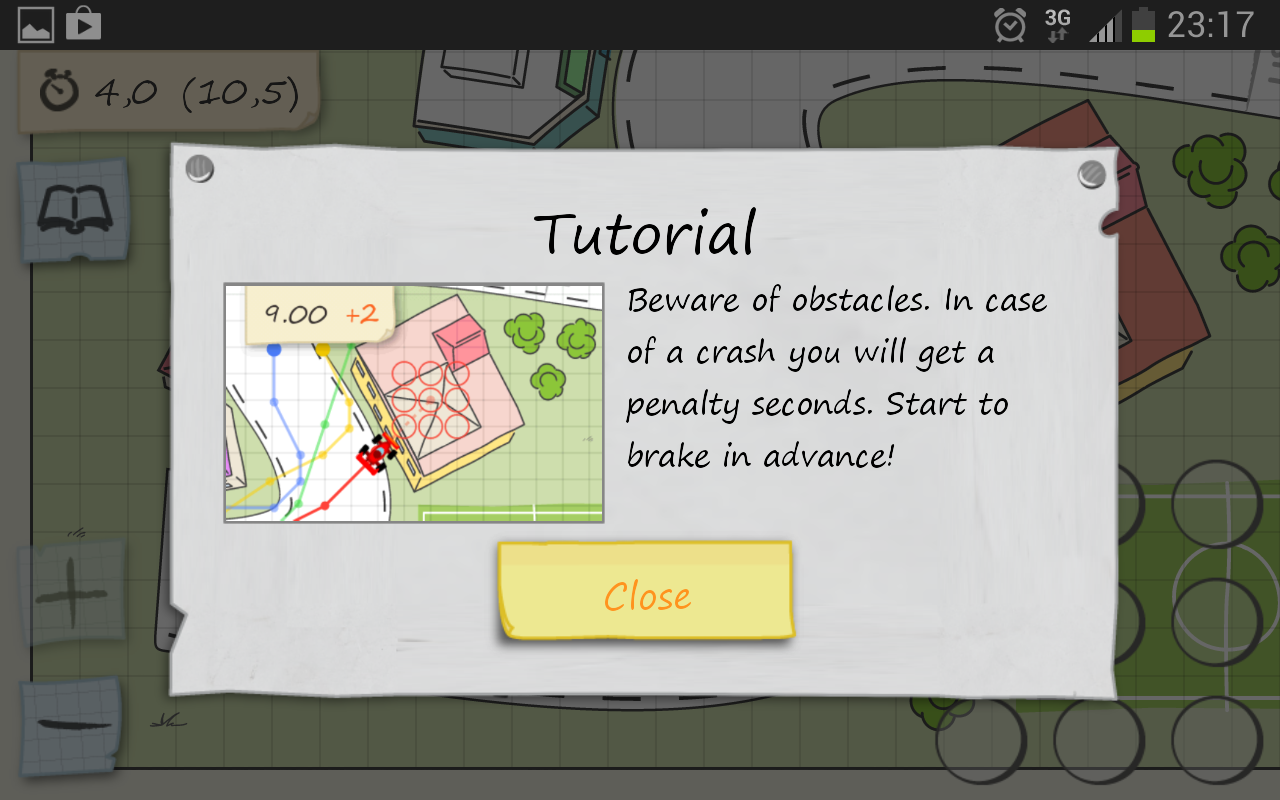 3G 23:17
4,0 (10,5)
Tutorial
9.00 +2
Beware of obstacles. In case
of a crash you will get a
penalty seconds. Start to
brake in advance!
Close